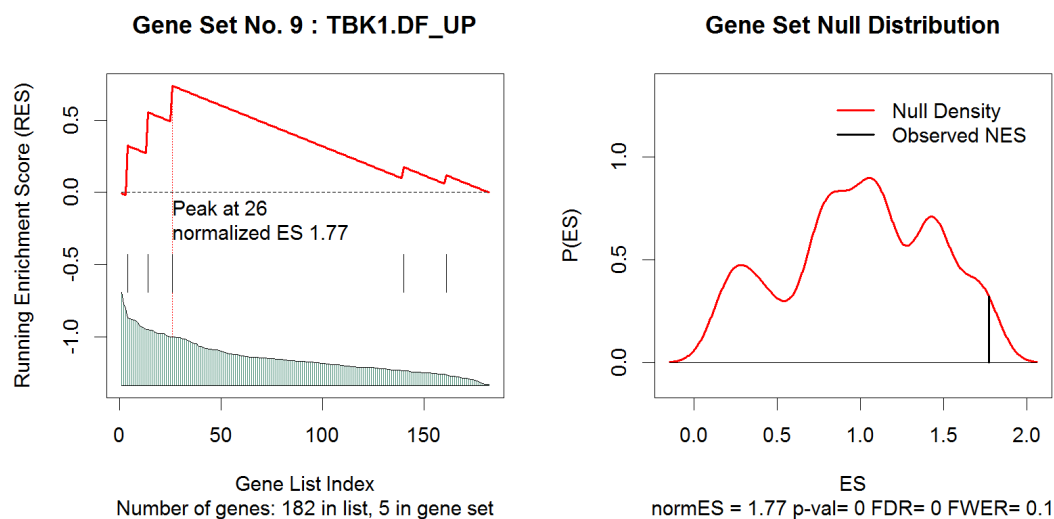 Gene Set No. 9 : TBK1.DF_UP
Running Enrichment Score (RES)
0.5
0.0
-0.5
-1.0
Peak at 26
normalized ES 1.77
0
50
100
150
Gene List Index
Number of genes: 182 in list, 5 in gene set
Gene Set Null Distribution
P(ES)
1.0
0.5
0.0
Null Density
Observed NES
0.0
0.5
1.0
1.5
2.0
ES
normES = 1.77 p-val= 0 FDR= 0 FWER= 0.1